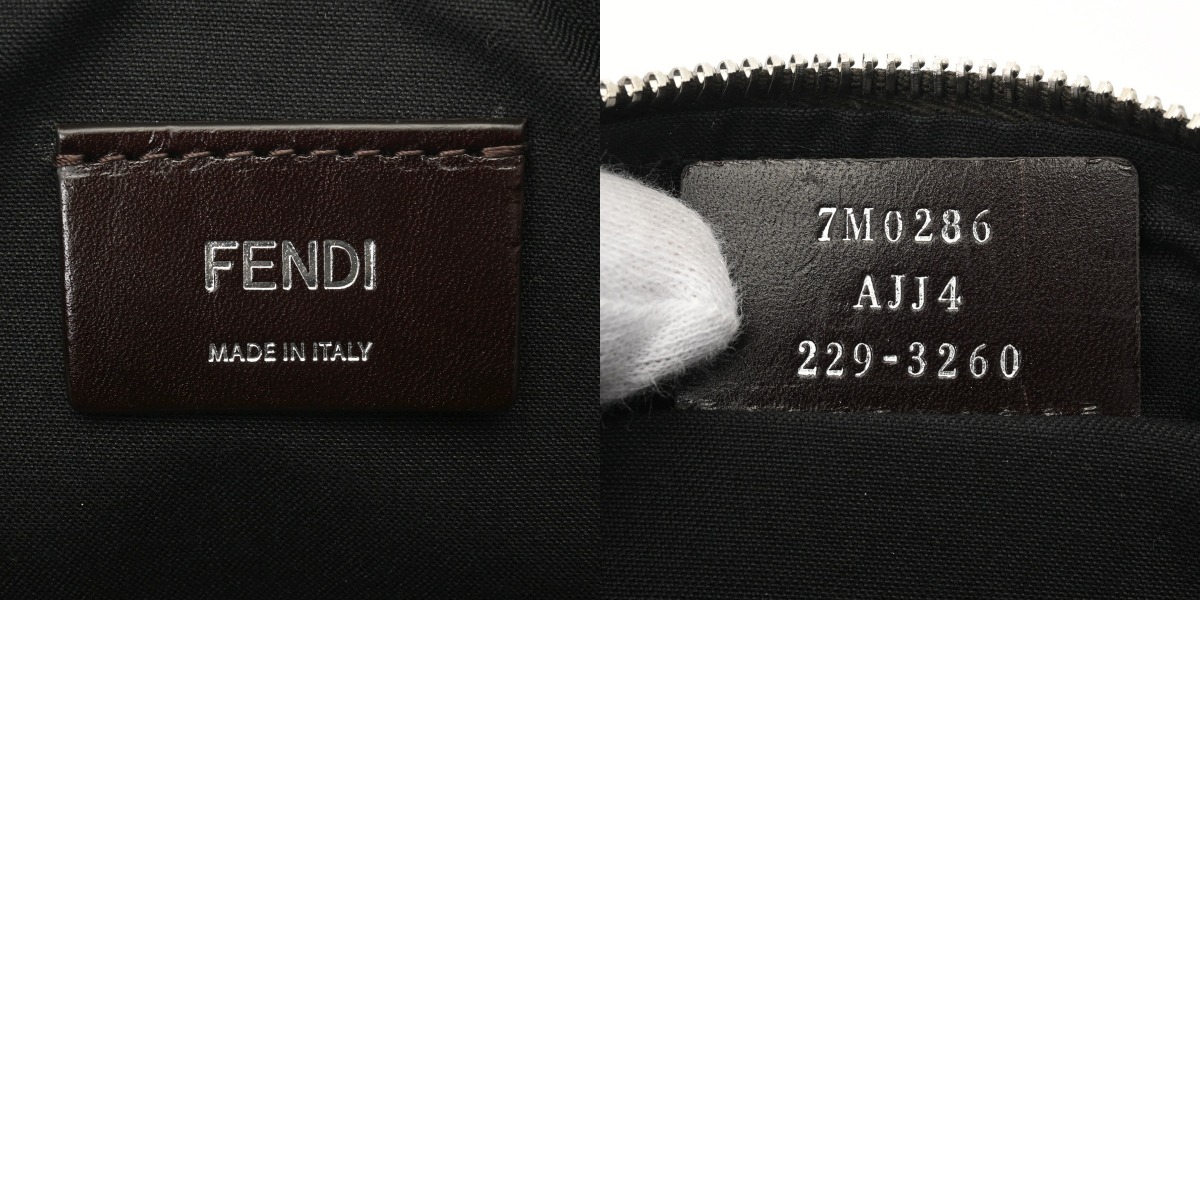 FENDI
MADE IN ITALY
7M0286
AJJ4
229-3260